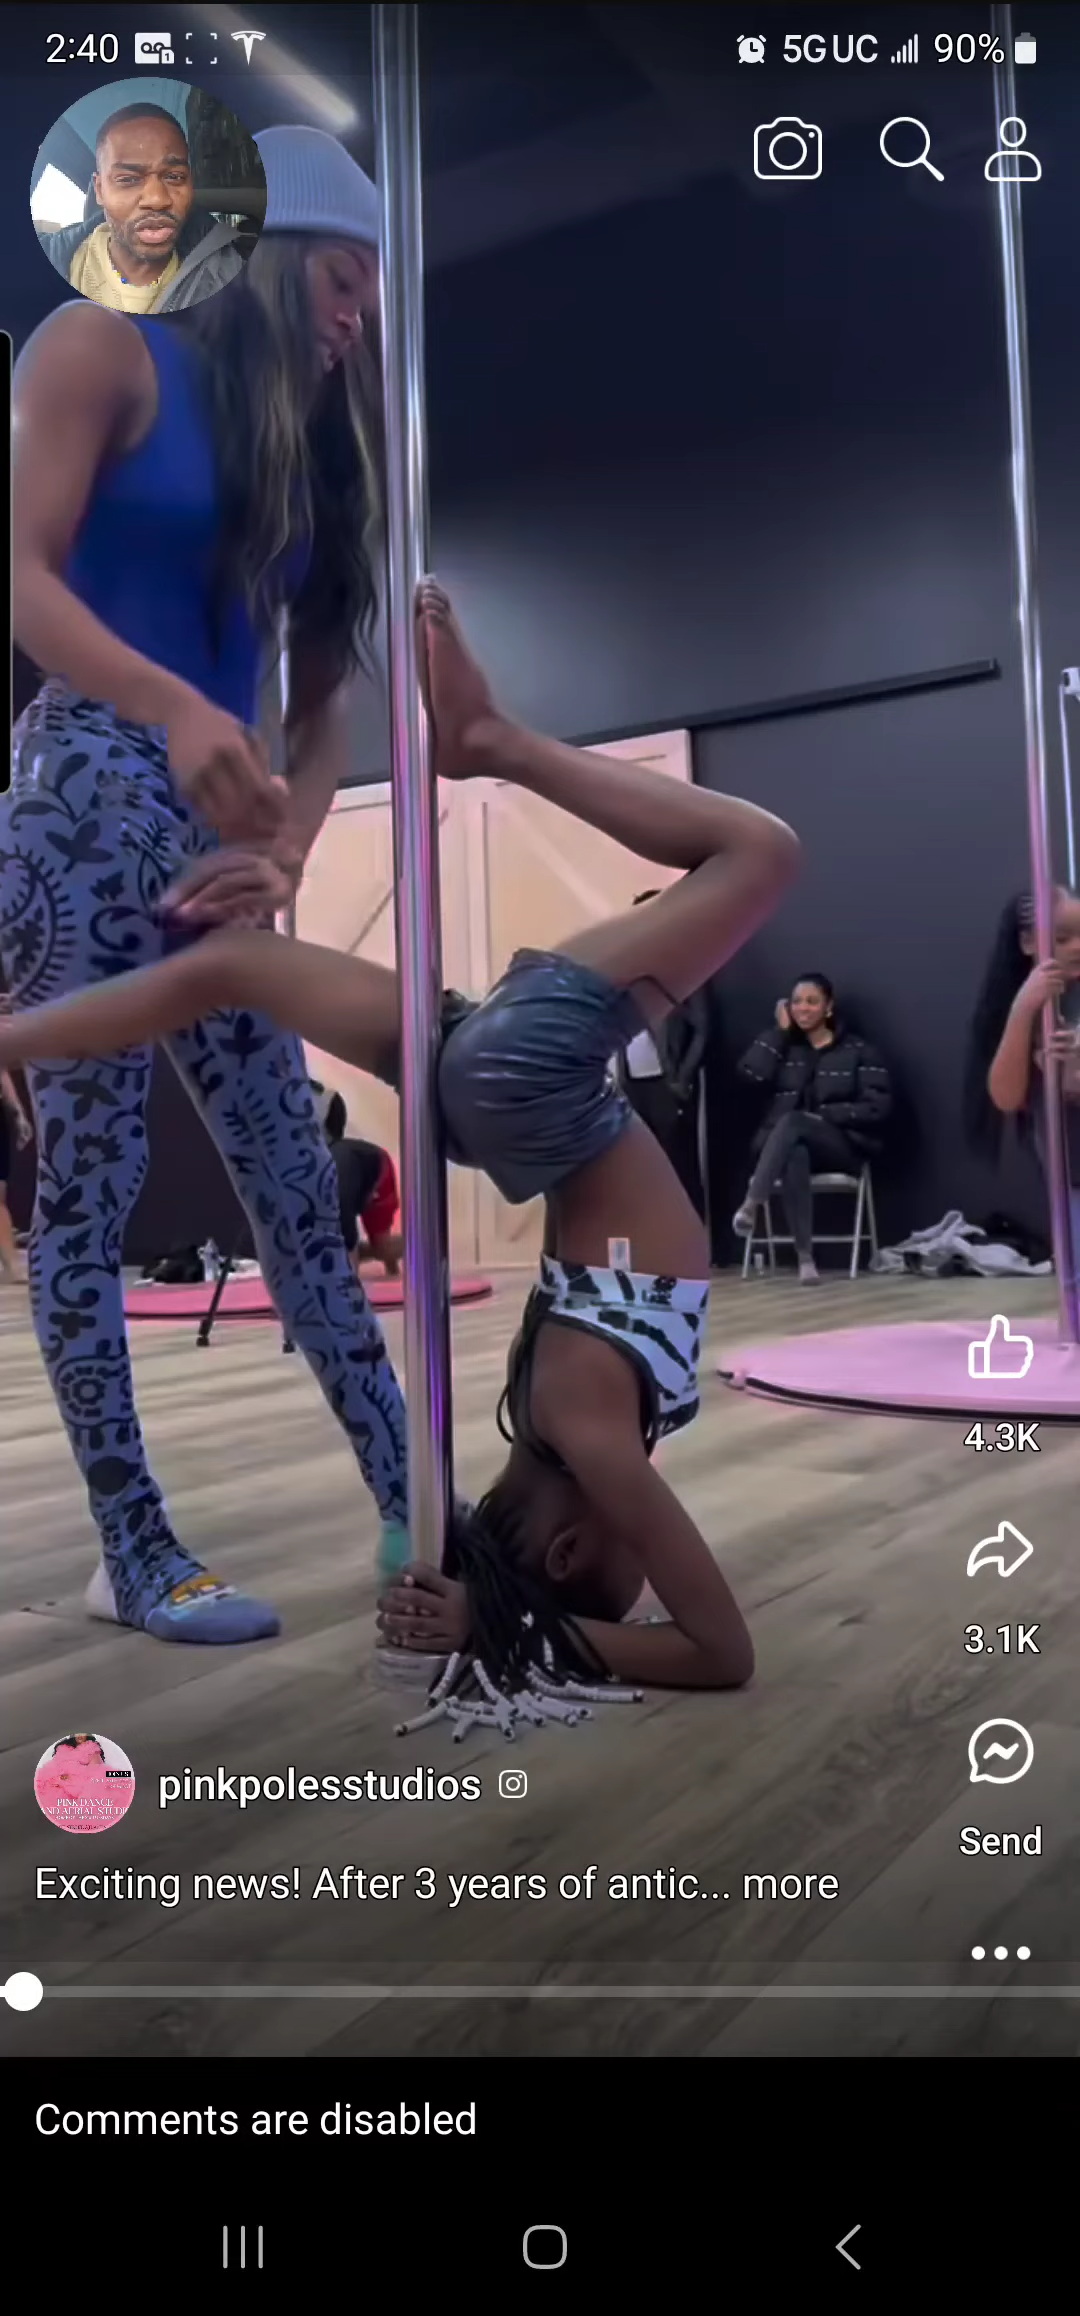 2:40
5G UC 90%
pinkpolesstudios
Exciting news! After 3 years of antic... more
4.3K
3.1K
Send
Comments are disabled